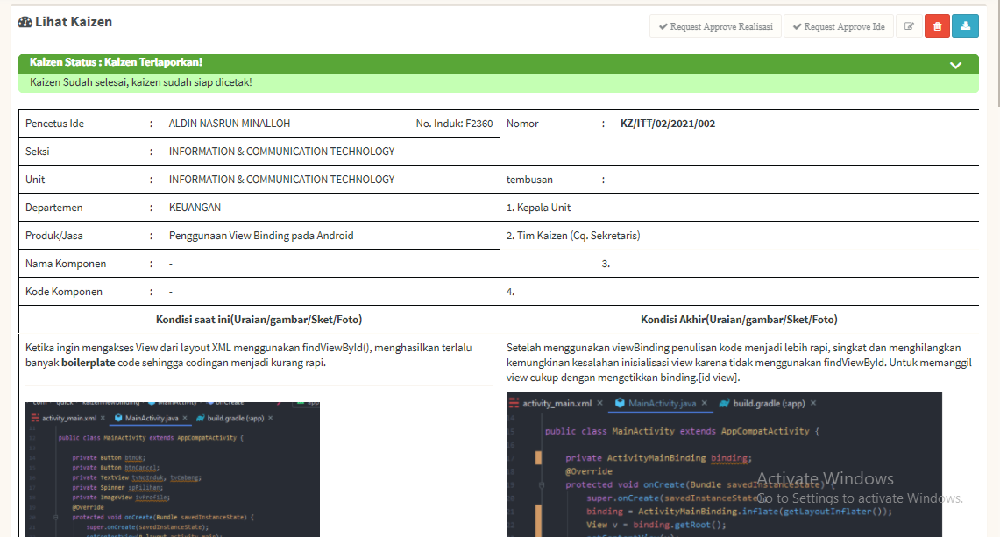 Lihat Kaizen
Request Approve Realisasi
Request Approve Ide
Kaizen Status : Kaizen Terlaporkan!
Kaizen Sudah selesai, kaizen sudah siap dicetak!
Pencetus Ide : ALDIN NASRUN MINALLOH No. Induk: F2360
Nomor : KZ/ITT/02/2021/002
Seksi : INFORMATION & COMMUNICATION TECHNOLOGY
Unit : INFORMATION & COMMUNICATION TECHNOLOGY
tembusan :
Departemen : KEUANGAN
1. Kepala Unit
Produk/Jasa : Penggunaan View Binding pada Android
2. Tim Kaizen (Cq. Sekretaris)
Nama Komponen : -
3.
Kode Komponen : -
4.
Kondisi saat ini(Uraian/gambar/Sket/Foto)
Ketika ingin mengakses View dari layout XML menggunakan findViewById(), menghasilkan terlalu
banyak boilerplate code sehingga codingan menjadi kurang rapi.
activity_main.xml × MainActivity.java × build.gradle (:app) ×
public class MainActivity extends AppCompatActivity {
private Button btnOk;
private Button btnCancel;
private TextView tvNoInduk, tvCabang;
private Spinner spPilihan;
private ImageView ivProfile;
@Override
protected void onCreate(Bundle savedInstanceState) {
super.onCreate(savedInstanceState);
Kondisi Akhir(Uraian/gambar/Sket/Foto)
Setelah menggunakan viewBinding penulisan kode menjadi lebih rapi, singkat dan menghilangkan
kemungkinan kesalahan inisialisasi view karena tidak menggunakan findViewById. Untuk memanggil
view cukup dengan mengetikkan binding.[id view].
activity_main.xml × MainActivity.java × build.gradle (:app) ×
public class MainActivity extends AppCompatActivity {
private ActivityMainBinding binding;
@Override
protected void onCreate(Bundle savedInstanceState) {
super.onCreate(savedInstanceState);
binding = ActivityMainBinding.inflate(getLayoutInflater());
View v = binding.getRoot();
Activate Windows
Go to Settings to activate Windows.